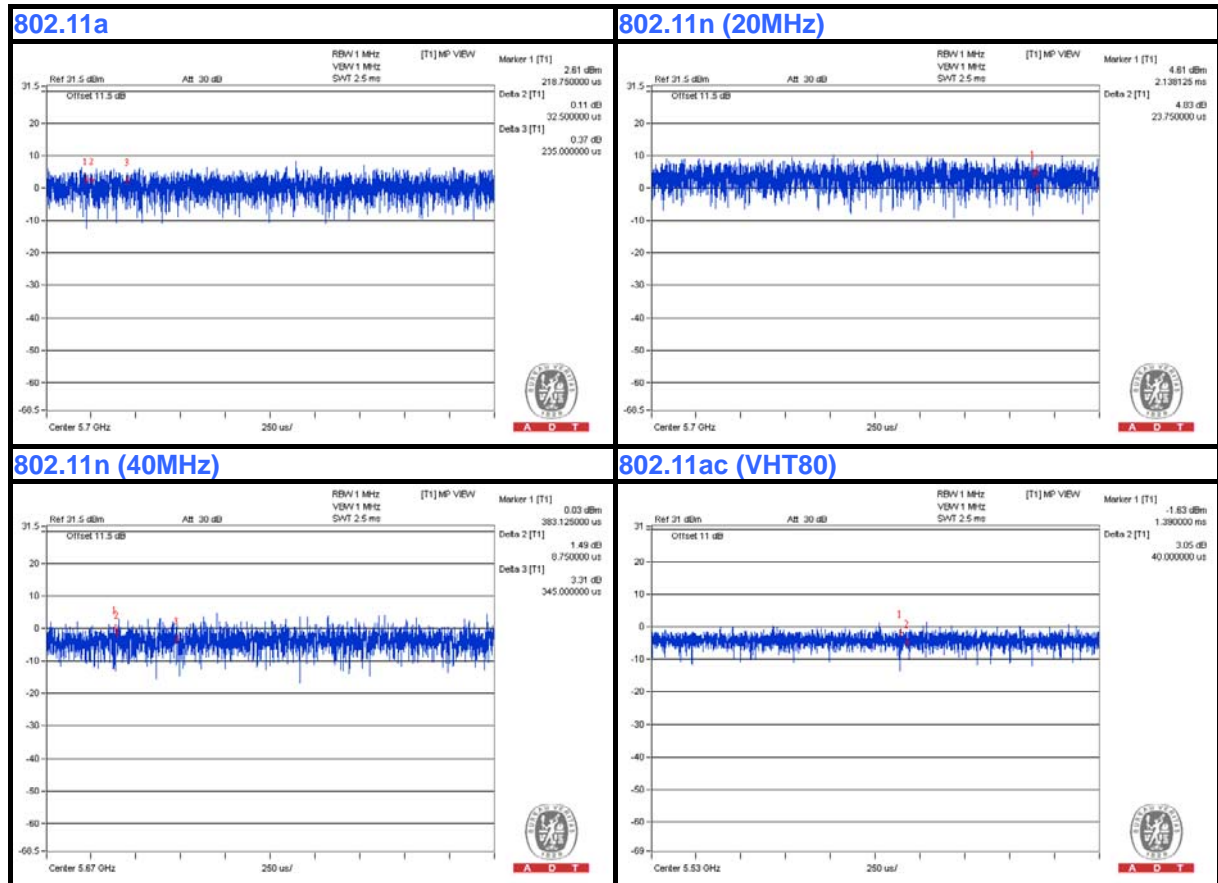 802.11a
RBW 1 MHz [T1] MP VIEW
VBW 1 MHz
Ref 31.5 dBm Att 30 dB SWT 2.5 ms
Marker 1 [T1]
2.61 dBm
218.750000 us
Delta 2 [T1]
0.11 dB
32.500000 us
Delta 3 [T1]
0.37 dB
235.000000 us
31.5
Offset 11.5 dB
20
10
1 2 3
0
-10
-20
-30
-40
-50
-60
-68.5
Center 5.7 GHz 250 us/
A D T
802.11n (20MHz)
RBW 1 MHz [T1] MP VIEW
VBW 1 MHz
Ref 31.5 dBm Att 30 dB SWT 2.5 ms
Marker 1 [T1]
4.61 dBm
2.138125 ms
Delta 2 [T1]
4.83 dB
23.750000 us
31.5
Offset 11.5 dB
20
10
1
0
-10
-20
-30
-40
-50
-60
-68.5
Center 5.7 GHz 250 us/
A D T
802.11n (40MHz)
RBW 1 MHz [T1] MP VIEW
VBW 1 MHz
Ref 31.5 dBm Att 30 dB SWT 2.5 ms
Marker 1 [T1]
0.03 dBm
383.125000 us
Delta 2 [T1]
1.49 dB
8.750000 us
Delta 3 [T1]
3.31 dB
345.000000 us
31.5
Offset 11.5 dB
20
10
0
-10
-20
-30
-40
-50
-60
-68.5
Center 5.67 GHz 250 us/
A D T
802.11ac (VHT80)
RBW 1 MHz [T1] MP VIEW
VBW 1 MHz
Ref 31 dBm Att 30 dB SWT 2.5 ms
Marker 1 [T1]
-1.63 dBm
1.390000 ms
Delta 2 [T1]
3.05 dB
40.000000 us
31
Offset 11 dB
20
10
1
2
0
-10
-20
-30
-40
-50
-60
-69
Center 5.53 GHz 250 us/
A D T